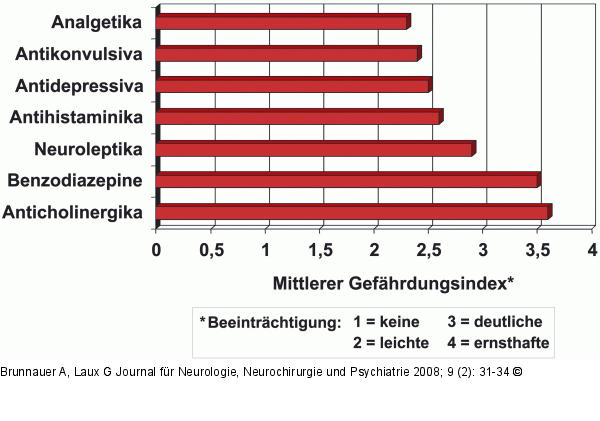 Analgetika
Antikonvulsiva
Antidepressiva
Antihistaminika
Neuroleptika
Benzodiazepine
Anticholinergika
0 0,5 1 1,5 2 2,5 3 3,5 4
Mittlerer Gefährdungsindex*
*Beeinträchtigung: 1 = keine 3 = deutliche
2 = leichte 4 = ernsthafte
Brunnauer A, Laux G Journal für Neurologie, Neurochirurgie und Psychiatrie 2008; 9 (2): 31-34 ©